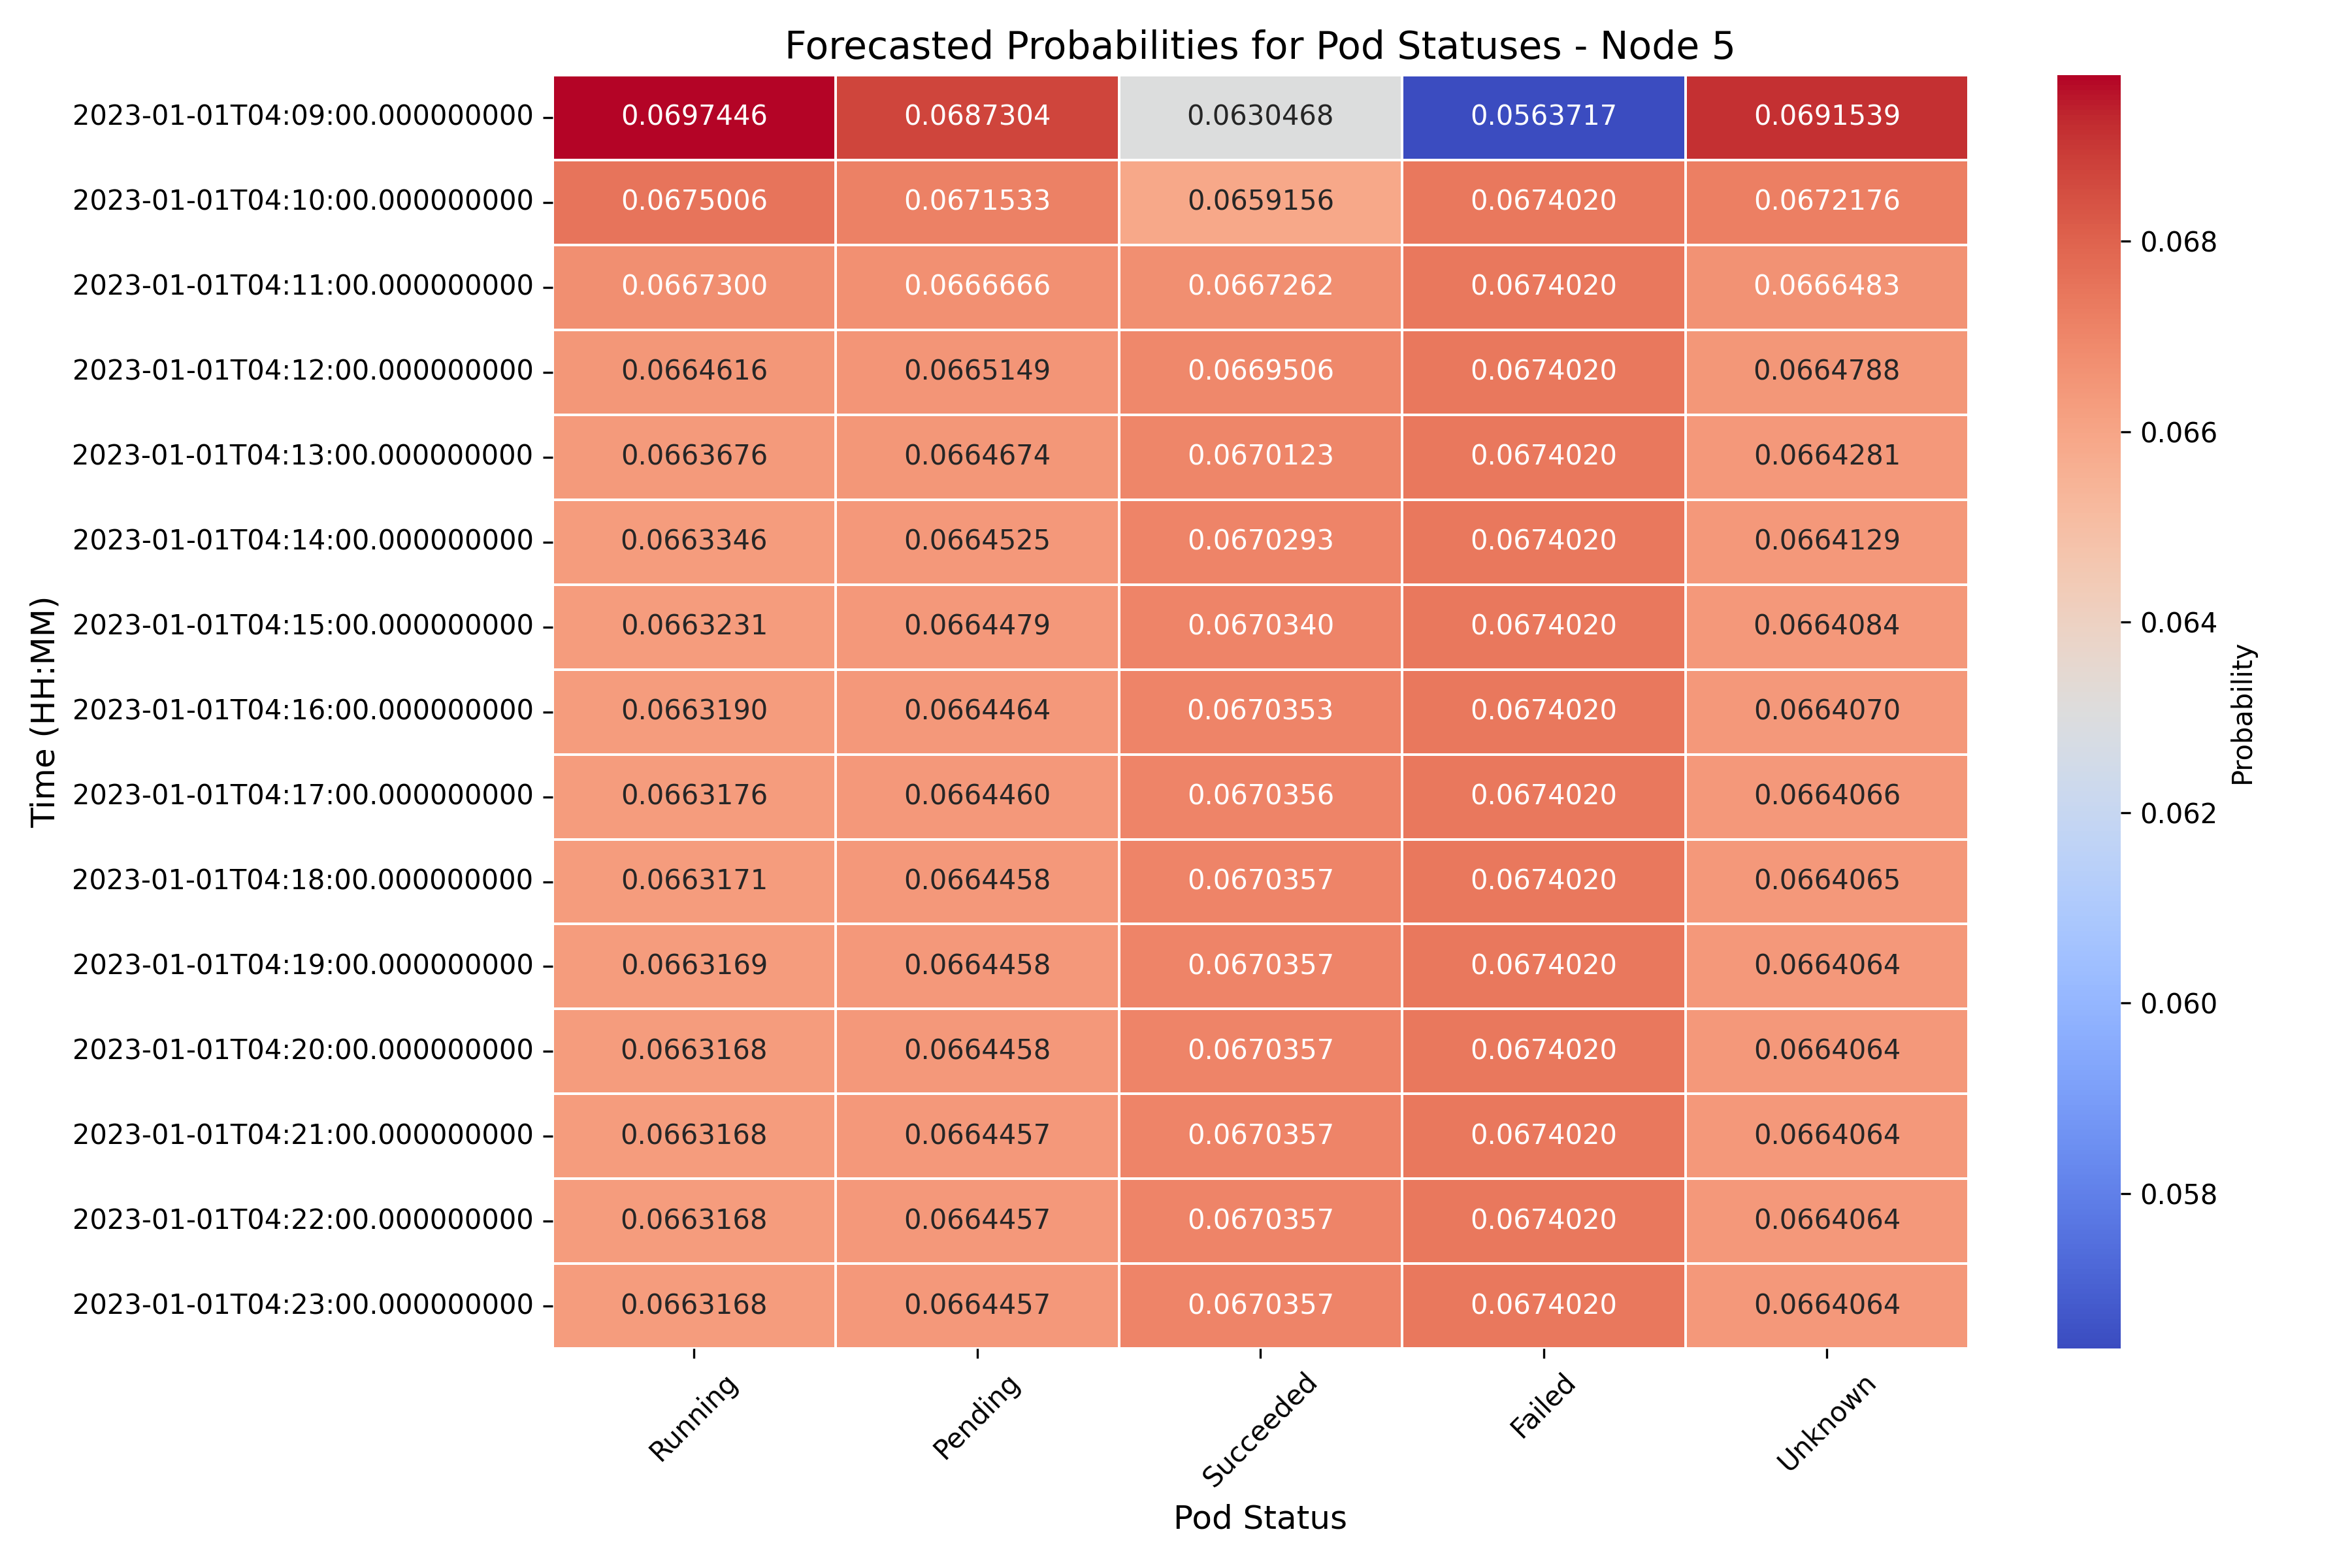 Forecasted Probabilities for Pod Statuses - Node 5
2023-01-01T04:09:00.000000000 0.0697446 0.0687304 0.0630468 0.0563717 0.0691539
2023-01-01T04:10:00.000000000 0.0675006 0.0671533 0.0659156 0.0674020 0.0672176
2023-01-01T04:11:00.000000000 0.0667300 0.0666666 0.0667262 0.0674020 0.0666483
2023-01-01T04:12:00.000000000 0.0664616 0.0665149 0.0669506 0.0674020 0.0664788
2023-01-01T04:13:00.000000000 0.0663676 0.0664674 0.0670123 0.0674020 0.0664281
2023-01-01T04:14:00.000000000 0.0663346 0.0664525 0.0670293 0.0674020 0.0664129
2023-01-01T04:15:00.000000000 0.0663231 0.0664479 0.0670340 0.0674020 0.0664084
2023-01-01T04:16:00.000000000 0.0663190 0.0664464 0.0670353 0.0674020 0.0664070
2023-01-01T04:17:00.000000000 0.0663176 0.0664460 0.0670356 0.0674020 0.0664066
2023-01-01T04:18:00.000000000 0.0663171 0.0664458 0.0670357 0.0674020 0.0664065
2023-01-01T04:19:00.000000000 0.0663169 0.0664458 0.0670357 0.0674020 0.0664064
2023-01-01T04:20:00.000000000 0.0663168 0.0664458 0.0670357 0.0674020 0.0664064
2023-01-01T04:21:00.000000000 0.0663168 0.0664457 0.0670357 0.0674020 0.0664064
2023-01-01T04:22:00.000000000 0.0663168 0.0664457 0.0670357 0.0674020 0.0664064
2023-01-01T04:23:00.000000000 0.0663168 0.0664457 0.0670357 0.0674020 0.0664064
Running Pending Succeeded Failed Unknown
Pod Status
Time (HH:MM)
0.068
0.066
0.064
0.062
0.060
0.058
Probability